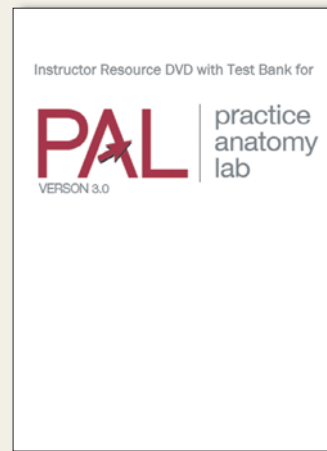 Instructor Resource DVD with Test Bank for
PAL
VERSON 3.0
practice
anatomy
lab